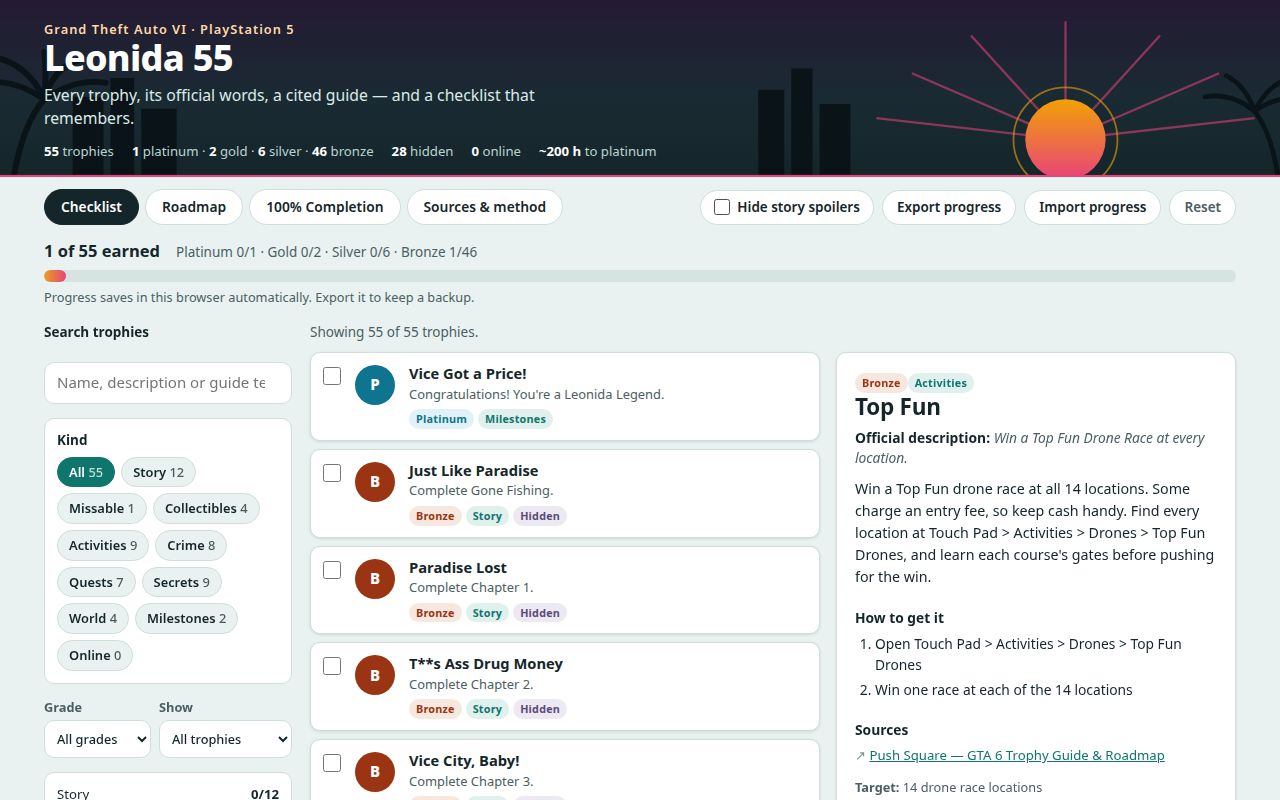 Grand Theft Auto VI · PlayStation 5
Leonida 55
Every trophy, its official words, a cited guide — and a checklist that
remembers.
55 trophies 1 platinum · 2 gold · 6 silver · 46 bronze 28 hidden 0 online ~200 h to platinum
Checklist Roadmap 100% Completion Sources & method Hide story spoilers Export progress Import progress Reset
1 of 55 earned Platinum 0/1 · Gold 0/2 · Silver 0/6 · Bronze 1/46
Progress saves in this browser automatically. Export it to keep a backup.
Search trophies
Name, description or guide te
Kind
All 55 Story 12
Missable 1 Collectibles 4
Activities 9 Crime 8
Quests 7 Secrets 9
World 4 Milestones 2
Online 0
Grade Show
All grades All trophies
Story 0/12
Showing 55 of 55 trophies.
P
Vice Got a Price!
Congratulations! You're a Leonida Legend.
Platinum Milestones
B
Just Like Paradise
Complete Gone Fishing.
Bronze Story Hidden
B
Paradise Lost
Complete Chapter 1.
Bronze Story Hidden
B
T**s Ass Drug Money
Complete Chapter 2.
Bronze Story Hidden
B
Vice City, Baby!
Complete Chapter 3.
Bronze Activities
Top Fun
Official description: Win a Top Fun Drone Race at every
location.
Win a Top Fun drone race at all 14 locations. Some
charge an entry fee, so keep cash handy. Find every
location at Touch Pad > Activities > Drones > Top Fun
Drones, and learn each course's gates before pushing
for the win.
How to get it
1. Open Touch Pad > Activities > Drones > Top Fun
Drones
2. Win one race at each of the 14 locations
Sources
↗ Push Square — GTA 6 Trophy Guide & Roadmap
Target: 14 drone race locations